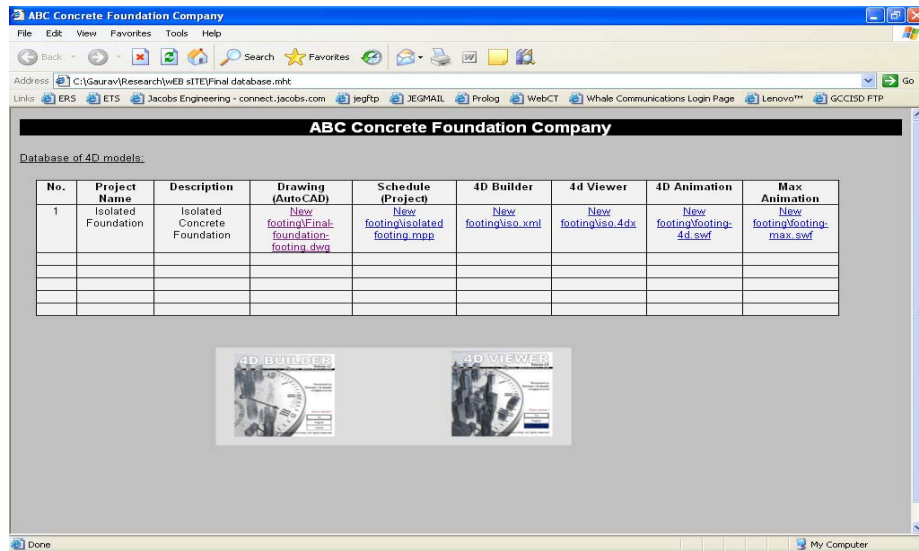 ABC Concrete Foundation Company
File Edit View Favorites Tools Help
Back Search Favorites
Address C:\Gaurav\Research\wEB sITE\Final database.mht Go
Links ERS ETS Jacobs Engineering - connect.jacobs.com jegftp JEGMAIL Prolog WebCT Whale Communications Login Page Lenovo™ GCCISD FTP
ABC Concrete Foundation Company
Database of 4D models:
No. Project Description Drawing Schedule 4D Builder 4d Viewer 4D Animation Max
Name (AutoCAD) (Project) Animation
1 Isolated Isolated New New New New New New
Foundation Concrete footing\Final- footing\isolated footing\iso.xml footing\iso.4dx footing\footing- footing\footing-
Foundation foundation- footing.mpp 4d.swf max.swf
footing.dwg
4D BUILDER 4D VIEWER
Done My Computer